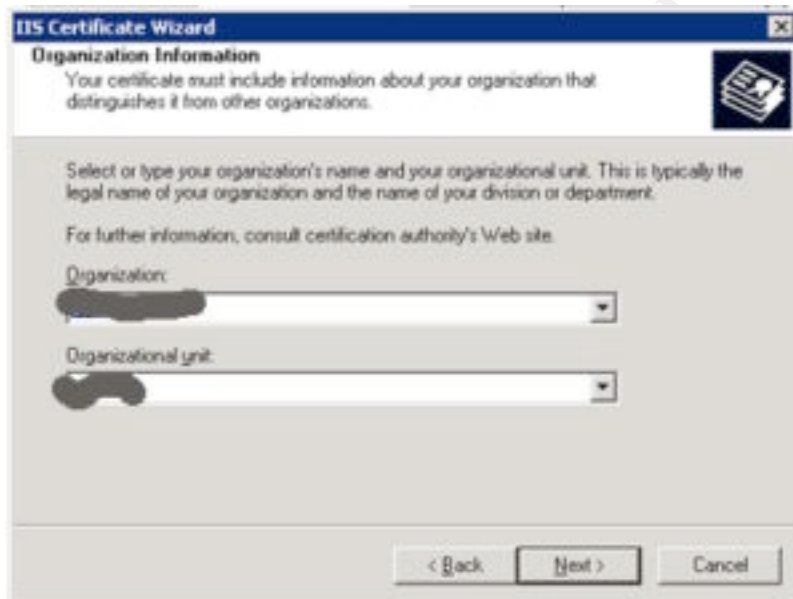 IIS Certificate Wizard
Organization Information
Your certificate must include information about your organization that
distinguishes it from other organizations.
Select or type your organization's name and your organizational unit. This is typically the
legal name of your organization and the name of your division or department.
For further information, consult certification authority's Web site.
Organization:
Organizational unit:
< Back
Next >
Cancel